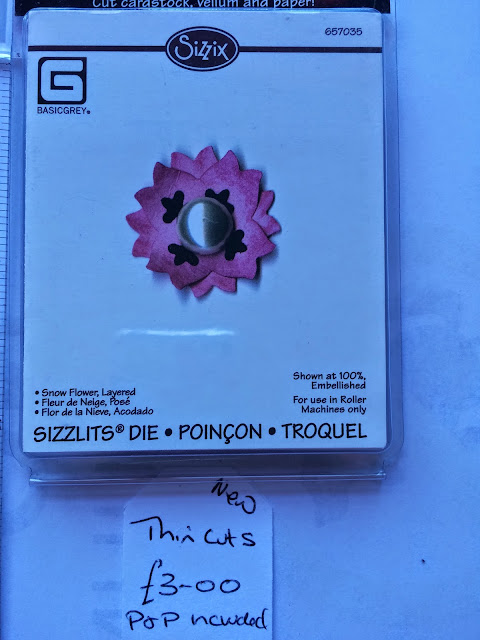 Cut cardstock, vellum and paper!
657035
Sizzix
G
BASICGREY®
Shown at 100%,
Embellished
• Snow Flower, Layered
• Fleur de Neige, Posé
• Flor de la Nieve, Acodado
For use in Roller
Machines only
SIZZLITS® DIE • POINÇON • TROQUEL
New
Thin cuts
£3-00
P&P included